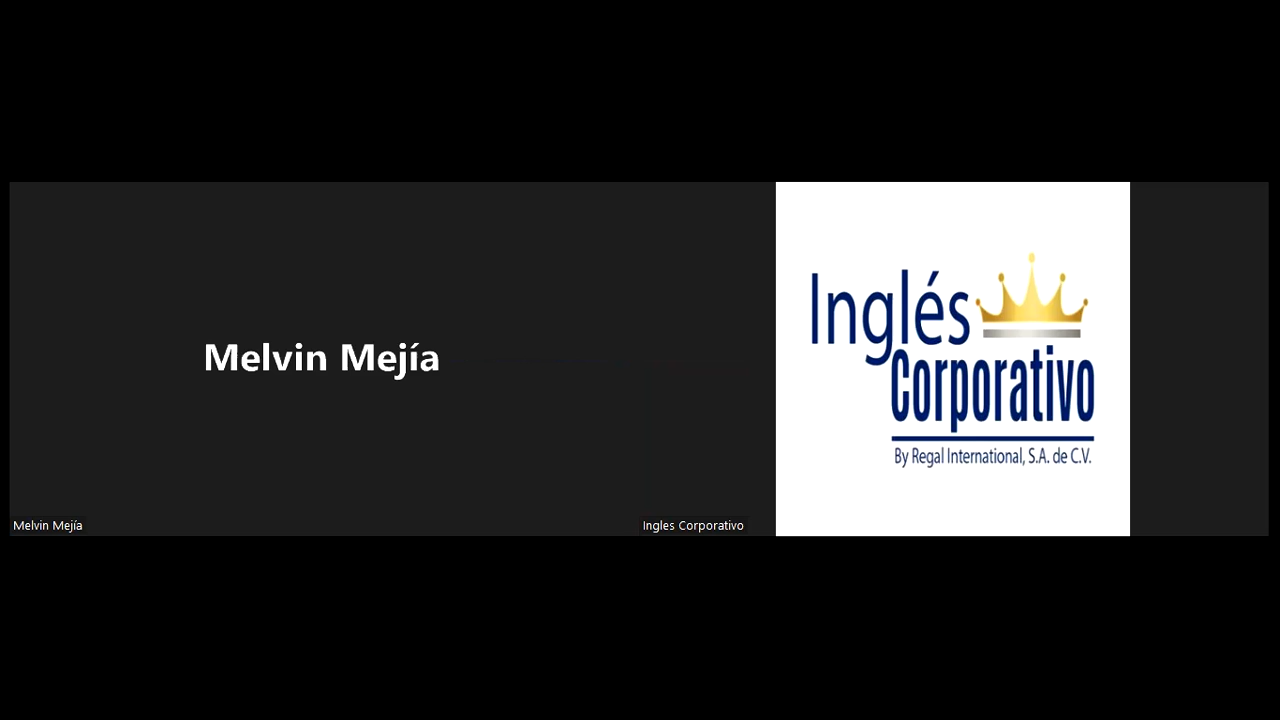 Melvin Mejía
Melvin Mejía
Inglés
Corporativo
By Regal International, S.A. de C.V.
Ingles Corporativo